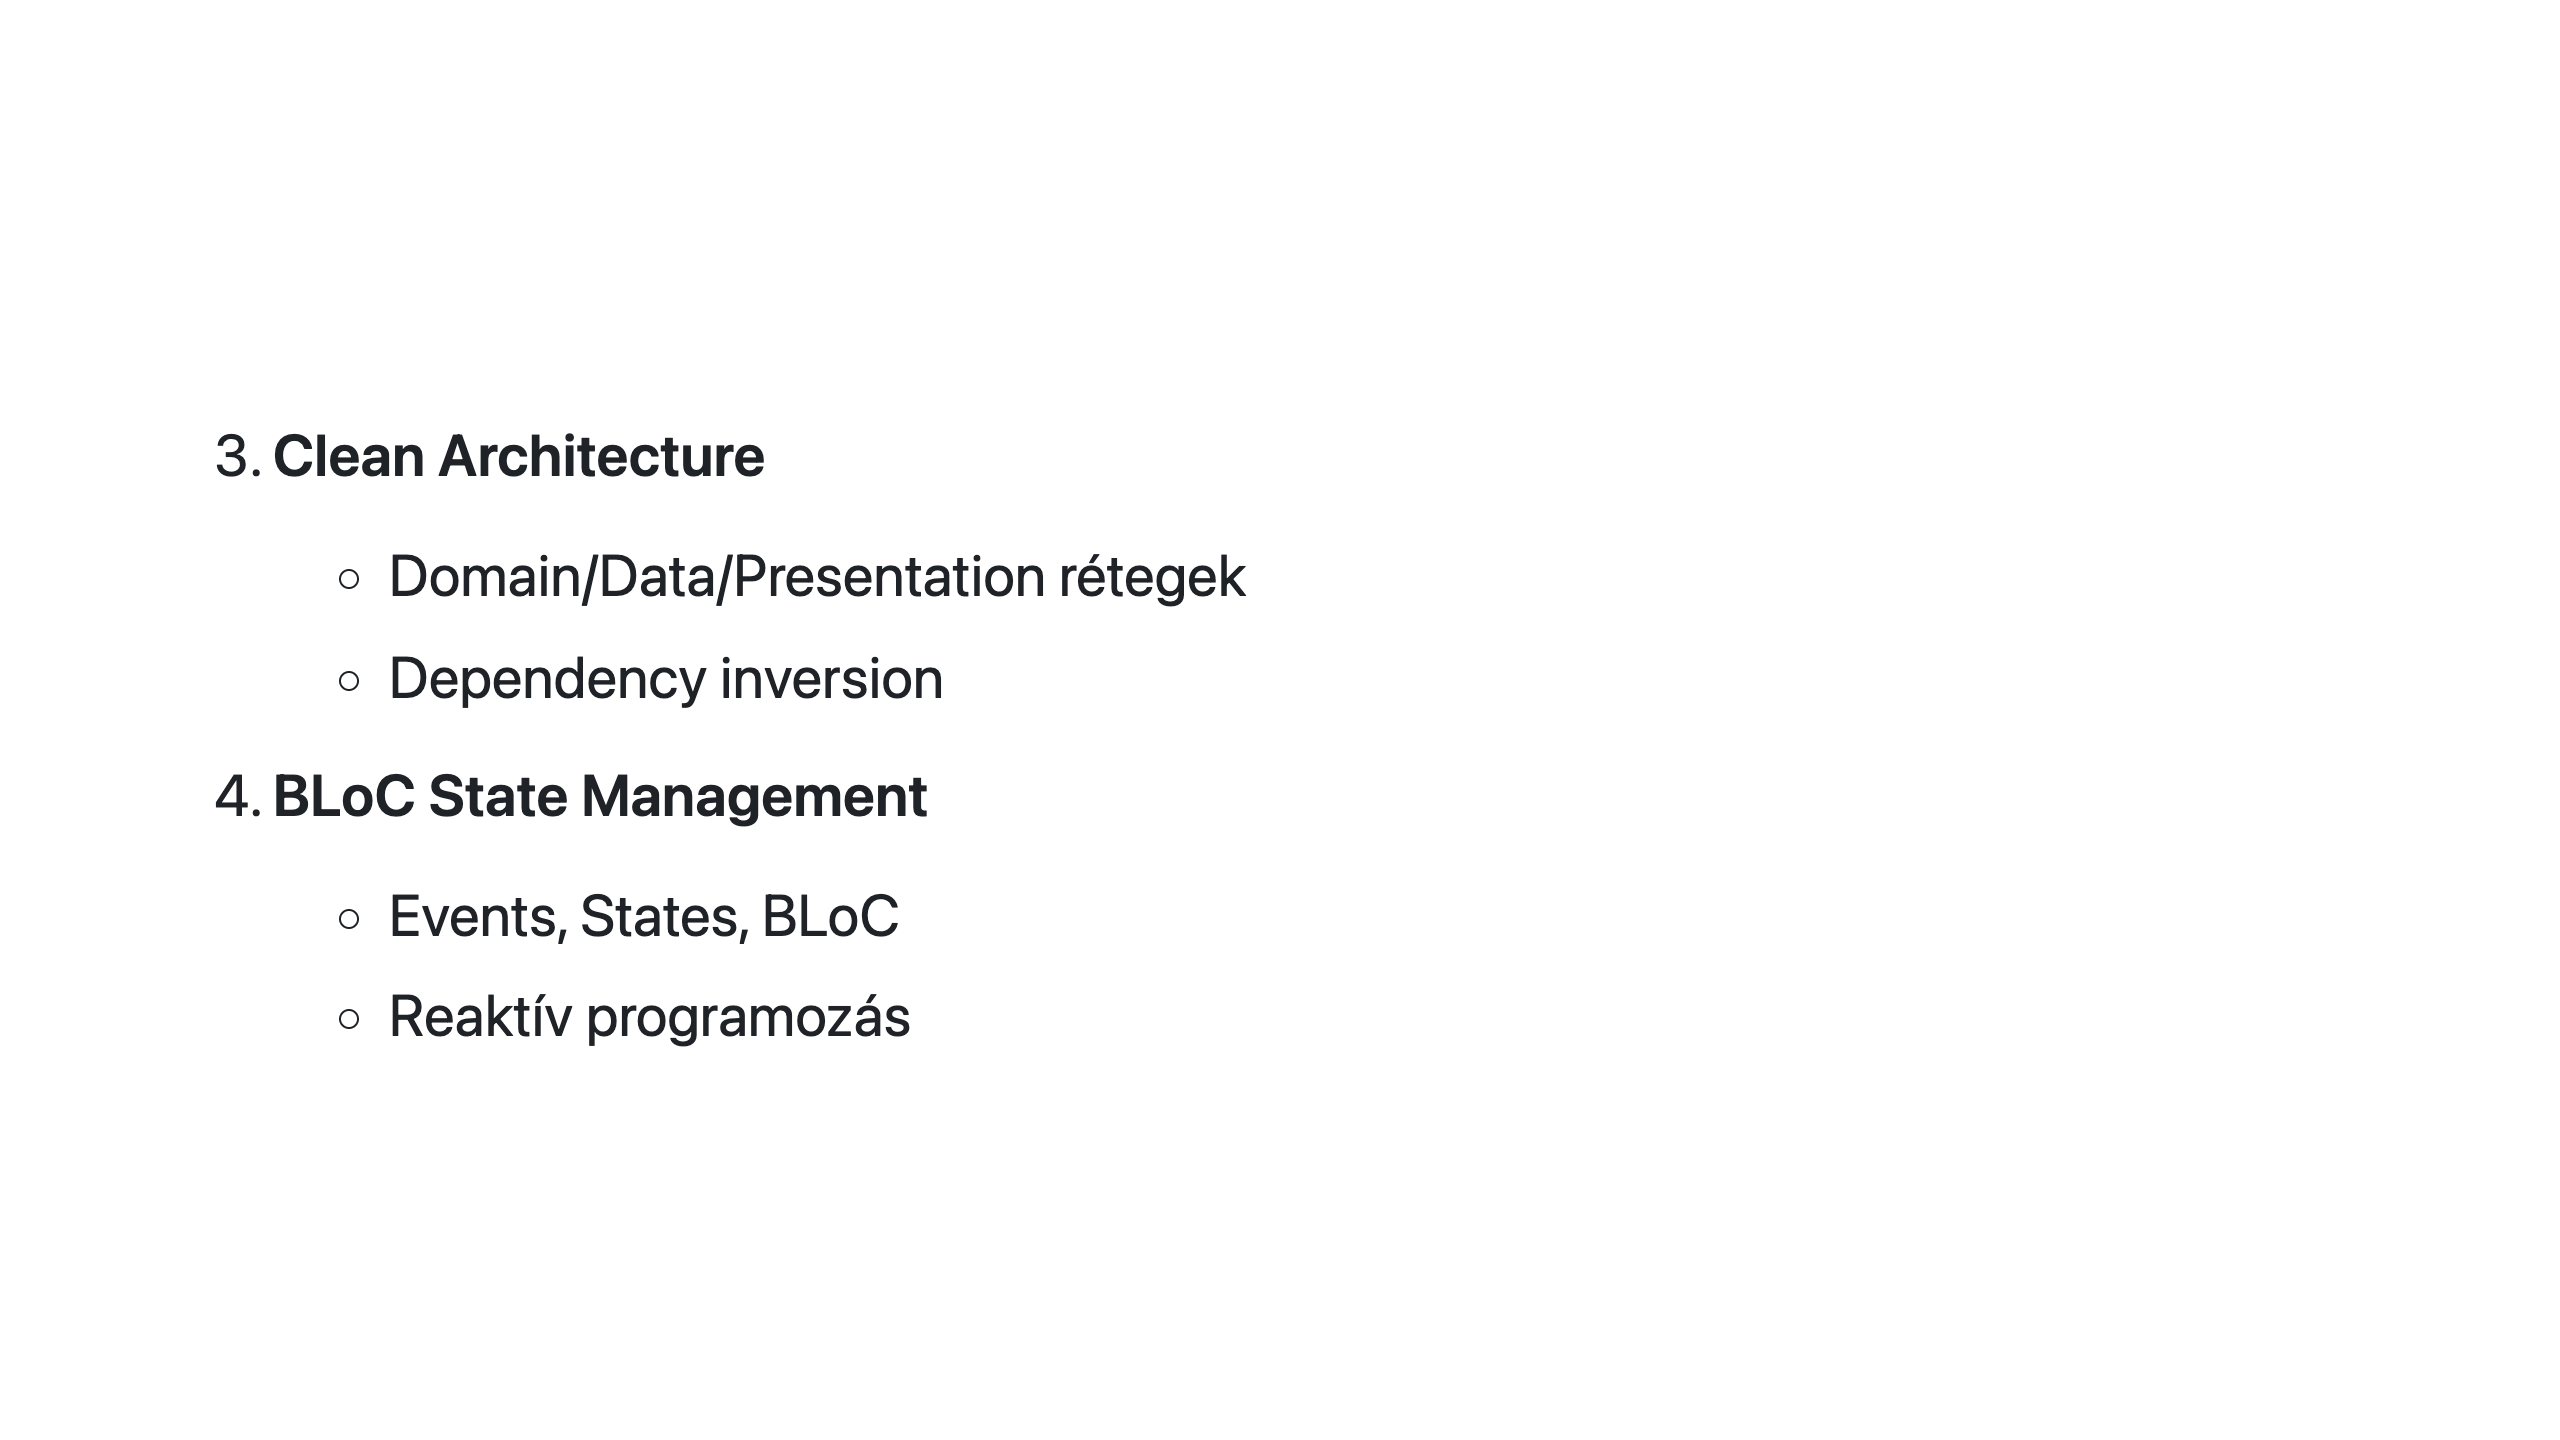 3. Clean Architecture
○ Domain/Data/Presentation rétegek
○ Dependency inversion
4. BLoC State Management
○ Events, States, BLoC
○ Reaktív programozás